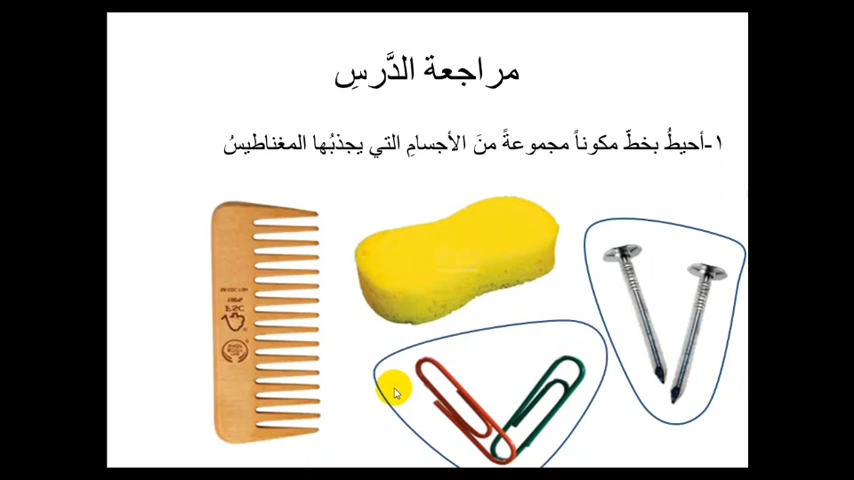 مراجعة الدَّرسِ
١-أحيطُ بخطّ مكوناً مجموعةً منَ الأجسامِ التي يجذبُها المغناطيسُ